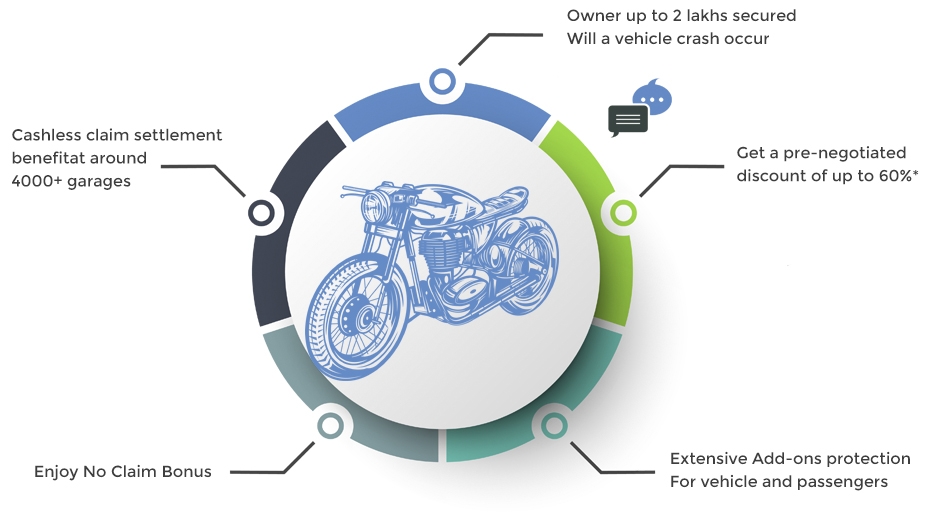 Owner up to 2 lakhs secured
Will a vehicle crash occur
Cashless claim settlement
benefitat around
4000+ garages
Get a pre-negotiated
discount of up to 60%*
Enjoy No Claim Bonus
Extensive Add-ons protection
For vehicle and passengers